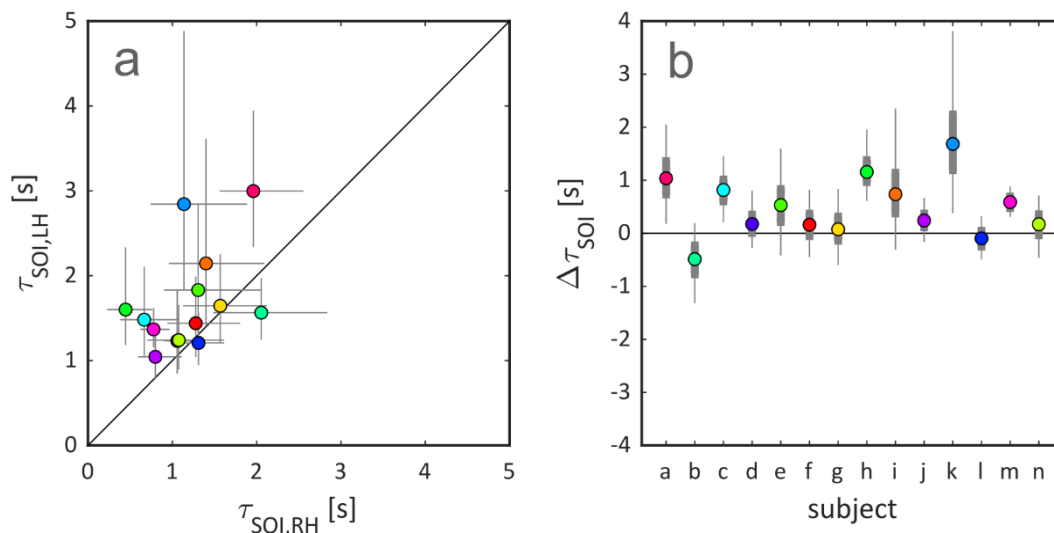 a
τSOI,LH [s]
5
4
3
2
1
0
0 1 2 3 4 5
τSOI,RH [s]
b
ΔτSOI [s]
4
3
2
1
0
-1
-2
-3
-4
a b c d e f g h i j k l m n
subject